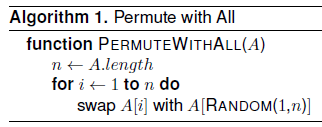 Algorithm 1. Permute with All
function PERMUTEWITHALL(A)
n ← A.length
for i ← 1 to n do
swap A[i] with A[RANDOM(1,n)]